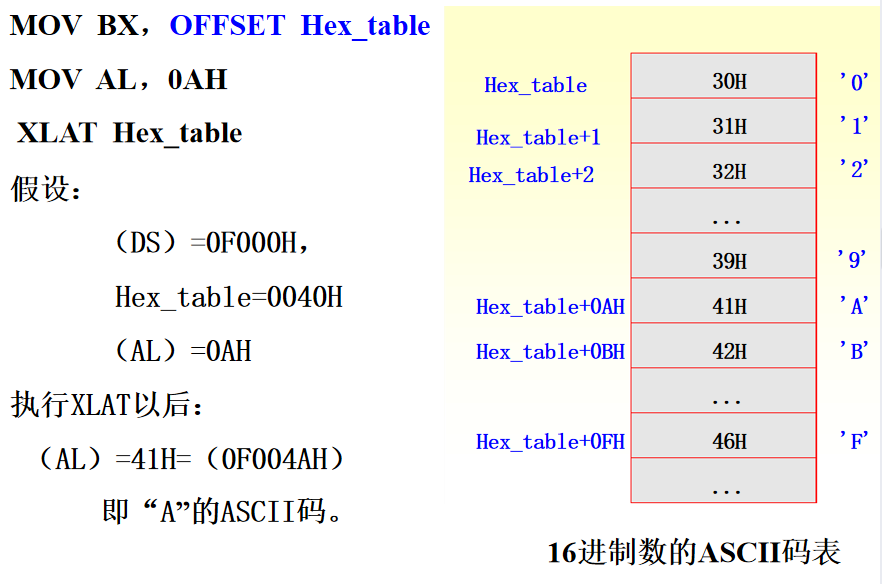 MOV BX，OFFSET Hex_table
MOV AL，0AH
XLAT Hex_table
假设：
（DS）=0F000H，
Hex_table=0040H
（AL）=0AH
执行XLAT以后：
（AL）=41H=（0F004AH）
即“A”的ASCII码。
Hex_table 30H '0'
Hex_table+1 31H '1'
Hex_table+2 32H '2'
...
39H '9'
Hex_table+0AH 41H 'A'
Hex_table+0BH 42H 'B'
...
Hex_table+0FH 46H 'F'
...
16进制数的ASCII码表